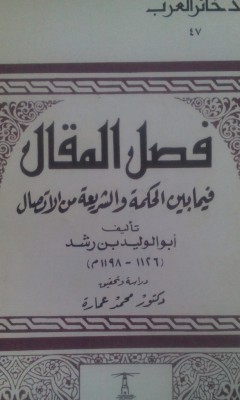 ذخائر العرب
٤٧
فصل المقال
فيما بين الحكمة والشريعة من الاتصال
تأليف
أبو الوليد بن رشد
(١١٢٦ - ١١٩٨ م)
دراسة وتحقيق
دكتور محمد عمارة